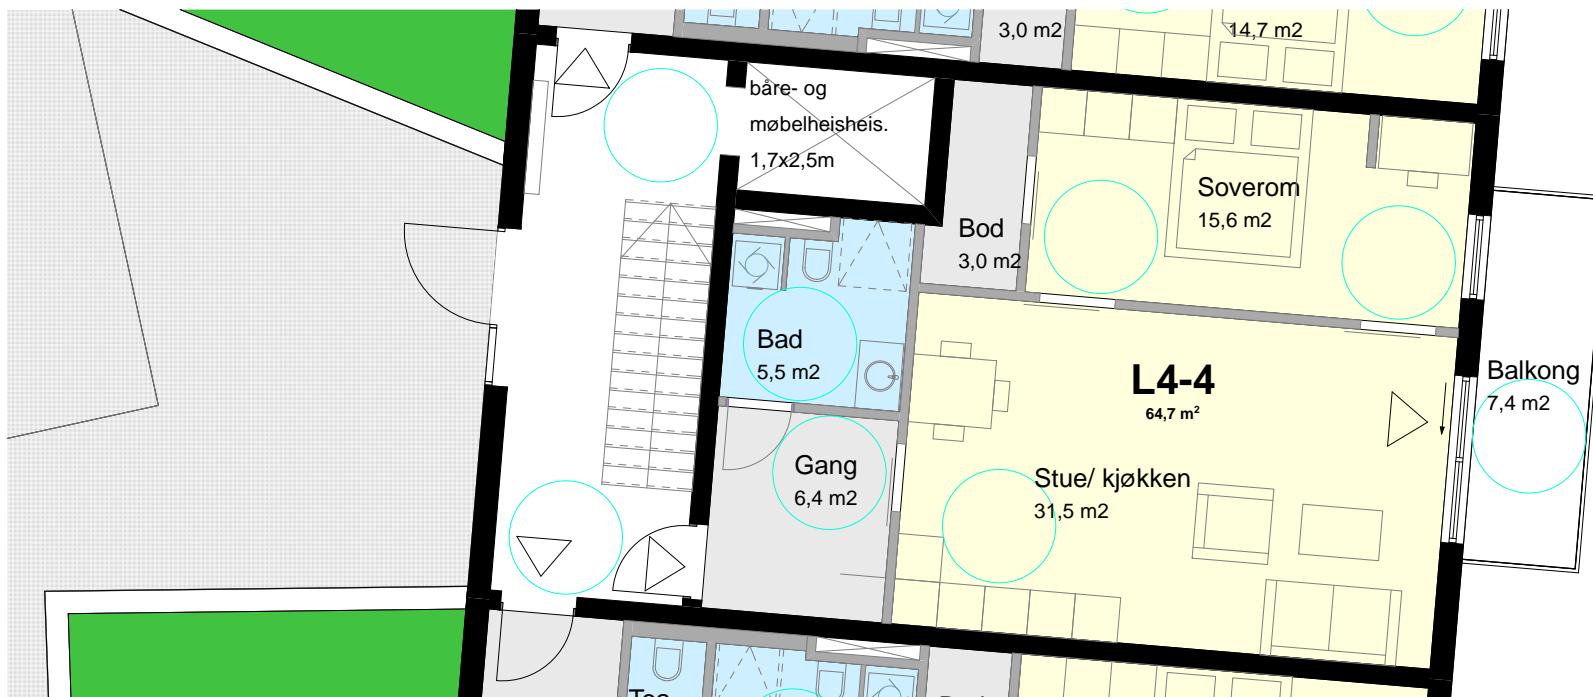 3,0 m2
14,7 m2
båre- og
møbelheisheis.
1,7x2,5m
Soverom
15,6 m2
Bod
3,0 m2
Bad
5,5 m2
L4-4
64,7 m²
Balkong
7,4 m2
Gang
6,4 m2
Stue/ kjøkken
31,5 m2